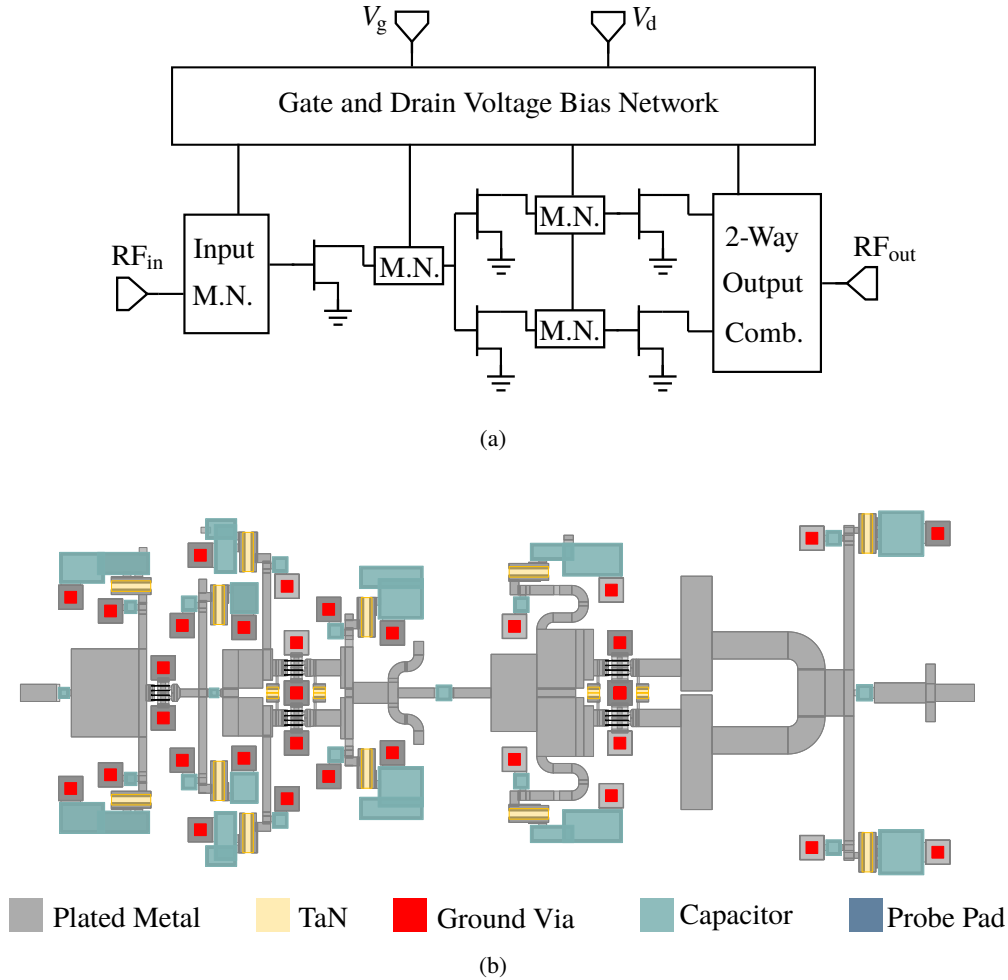 Vg Vd
Gate and Drain Voltage Bias Network
Input M.N.
RFin
M.N.
M.N.
M.N.
2-Way Output Comb.
RFout
(a)
Plated Metal TaN Ground Via Capacitor Probe Pad
(b)